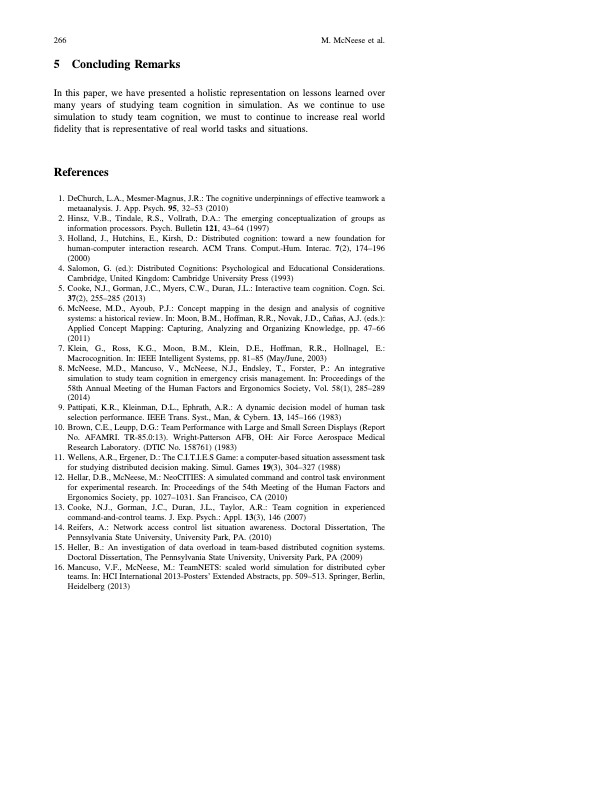 266
M. McNeese et al.
5 Concluding Remarks
In this paper, we have presented a holistic representation on lessons learned over
many years of studying team cognition in simulation. As we continue to use
simulation to study team cognition, we must to continue to increase real world
fidelity that is representative of real world tasks and situations.
References
1. DeChurch, L.A., Mesmer-Magnus, J.R.: The cognitive underpinnings of effective teamwork a
metaanalysis. J. App. Psych. 95, 32–53 (2010)
2. Hinsz, V.B., Tindale, R.S., Vollrath, D.A.: The emerging conceptualization of groups as
information processors. Psych. Bulletin 121, 43–64 (1997)
3. Holland, J., Hutchins, E., Kirsh, D.: Distributed cognition: toward a new foundation for
human-computer interaction research. ACM Trans. Comput.-Hum. Interac. 7(2), 174–196
(2000)
4. Salomon, G. (ed.): Distributed Cognitions: Psychological and Educational Considerations.
Cambridge, United Kingdom: Cambridge University Press (1993)
5. Cooke, N.J., Gorman, J.C., Myers, C.W., Duran, J.L.: Interactive team cognition. Cogn. Sci.
37(2), 255–285 (2013)
6. McNeese, M.D., Ayoub, P.J.: Concept mapping in the design and analysis of cognitive
systems: a historical review. In: Moon, B.M., Hoffman, R.R., Novak, J.D., Cañas, A.J. (eds.):
Applied Concept Mapping: Capturing, Analyzing and Organizing Knowledge, pp. 47–66
(2011)
7. Klein, G., Ross, K.G., Moon, B.M., Klein, D.E., Hoffman, R.R., Hollnagel, E.:
Macrocognition. In: IEEE Intelligent Systems, pp. 81–85 (May/June, 2003)
8. McNeese, M.D., Mancuso, V., McNeese, N.J., Endsley, T., Forster, P.: An integrative
simulation to study team cognition in emergency crisis management. In: Proceedings of the
58th Annual Meeting of the Human Factors and Ergonomics Society, Vol. 58(1), 285–289
(2014)
9. Pattipati, K.R., Kleinman, D.L., Ephrath, A.R.: A dynamic decision model of human task
selection performance. IEEE Trans. Syst., Man, & Cybern. 13, 145–166 (1983)
10. Brown, C.E., Leupp, D.G.: Team Performance with Large and Small Screen Displays (Report
No. AFAMRI. TR-85.0:13). Wright-Patterson AFB, OH: Air Force Aerospace Medical
Research Laboratory. (DTIC No. 158761) (1983)
11. Wellens, A.R., Ergener, D.: The C.I.T.I.E.S Game: a computer-based situation assessment task
for studying distributed decision making. Simul. Games 19(3), 304–327 (1988)
12. Hellar, D.B., McNeese, M.: NeoCITIES: A simulated command and control task environment
for experimental research. In: Proceedings of the 54th Meeting of the Human Factors and
Ergonomics Society, pp. 1027–1031. San Francisco, CA (2010)
13. Cooke, N.J., Gorman, J.C., Duran, J.L., Taylor, A.R.: Team cognition in experienced
command-and-control teams. J. Exp. Psych.: Appl. 13(3), 146 (2007)
14. Reifers, A.: Network access control list situation awareness. Doctoral Dissertation, The
Pennsylvania State University, University Park, PA. (2010)
15. Heller, B.: An investigation of data overload in team-based distributed cognition systems.
Doctoral Dissertation, The Pennsylvania State University, University Park, PA (2009)
16. Mancuso, V.F., McNeese, M.: TeamNETS: scaled world simulation for distributed cyber
teams. In: HCI International 2013-Posters' Extended Abstracts, pp. 509–513. Springer, Berlin,
Heidelberg (2013)